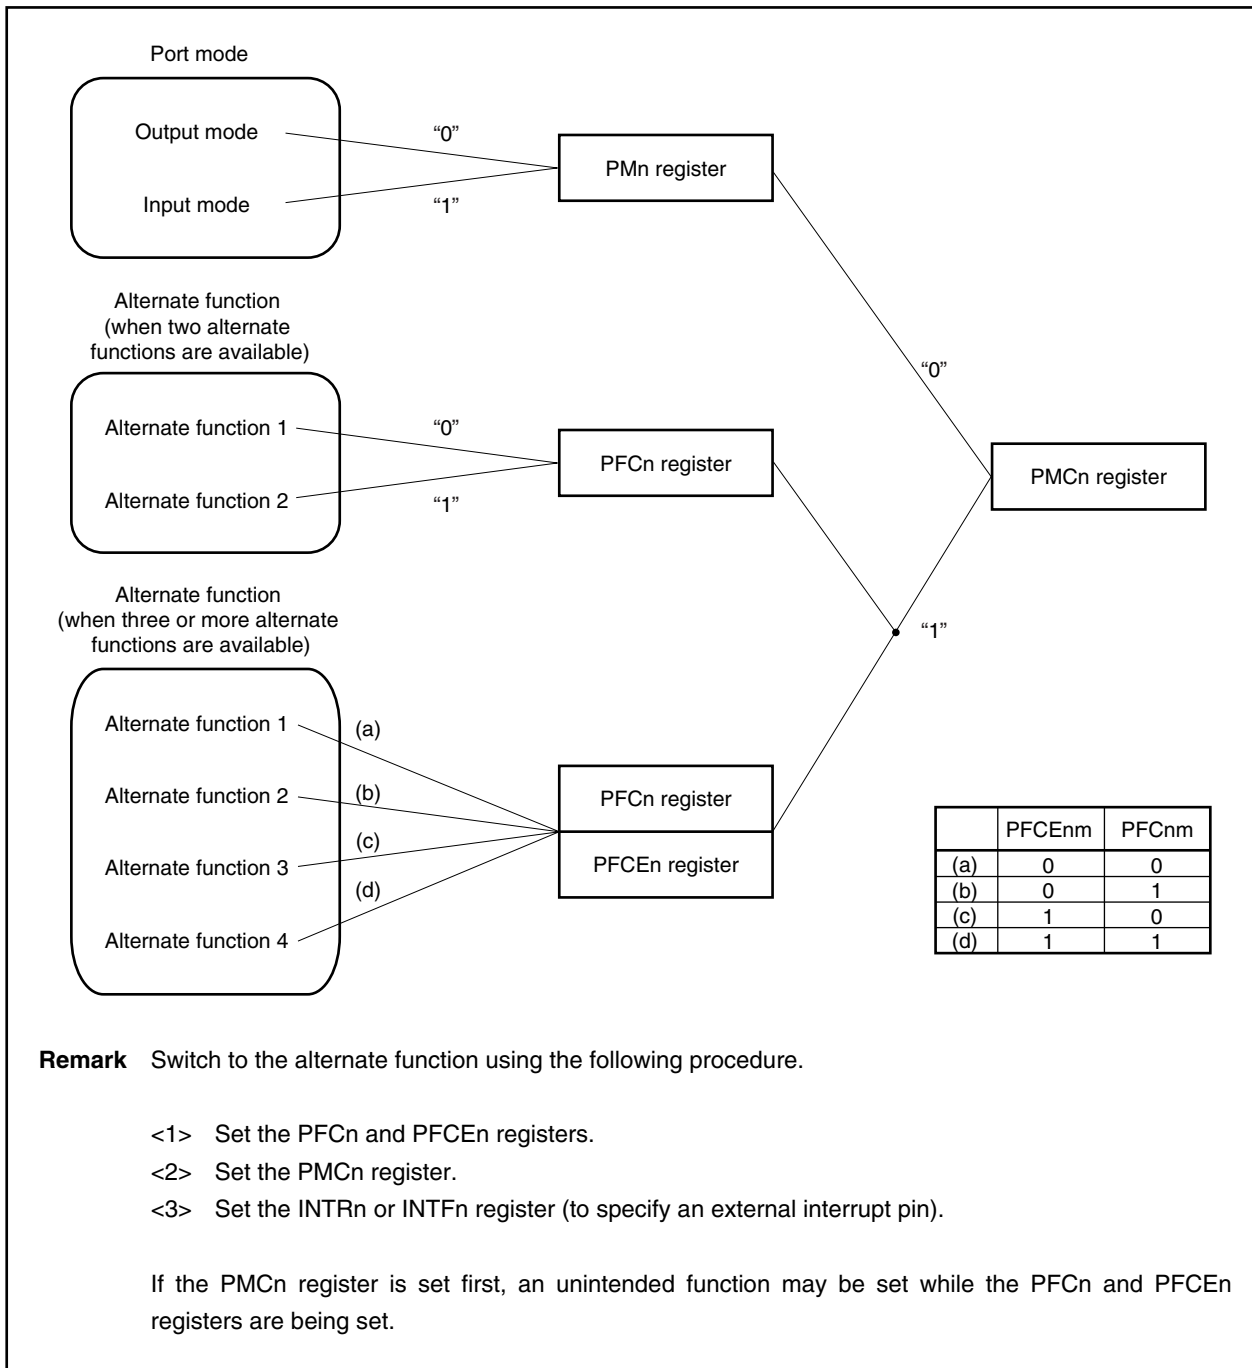 Port mode
Output mode
“0”
PMn register
Input mode
“1”
Alternate function
(when two alternate
functions are available)
“0”
Alternate function 1
“0”
PFCn register
PMCn register
Alternate function 2
“1”
Alternate function
(when three or more alternate
functions are available)
“1”
Alternate function 1
(a)
Alternate function 2
(b)
PFCn register
(c)
Alternate function 3
PFCEn register
(d)
Alternate function 4
PFCEnm PFCnm
(a) 0 0
(b) 0 1
(c) 1 0
(d) 1 1
Remark Switch to the alternate function using the following procedure.
<1> Set the PFCn and PFCEn registers.
<2> Set the PMCn register.
<3> Set the INTRn or INTFn register (to specify an external interrupt pin).
If the PMCn register is set first, an unintended function may be set while the PFCn and PFCEn
registers are being set.